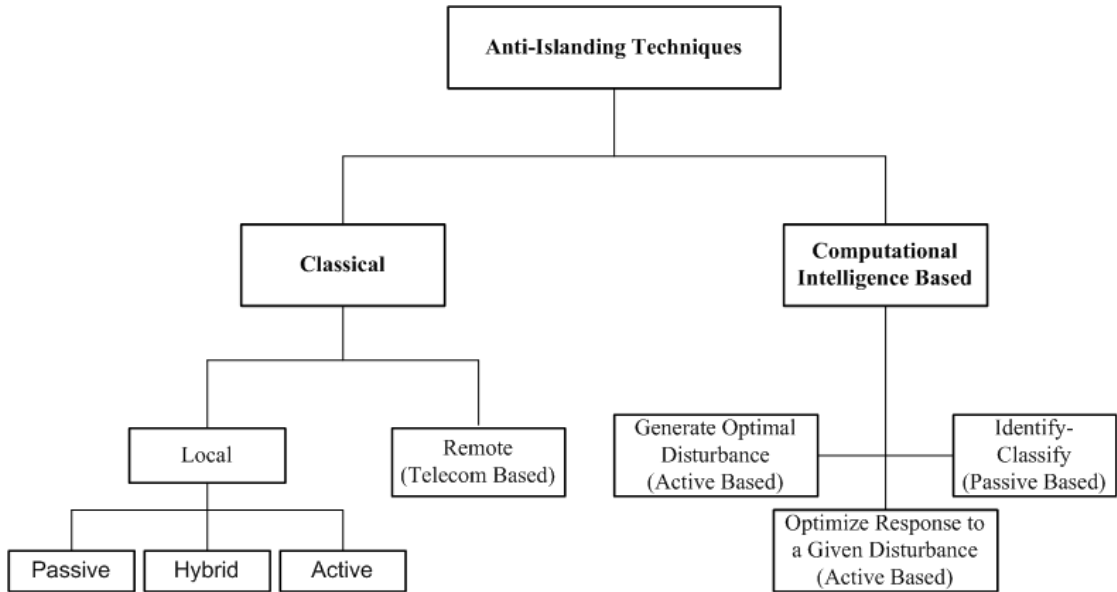 Anti-Islanding Techniques
Classical
Computational
Intelligence Based
Local
Remote
(Telecom Based)
Generate Optimal
Disturbance
(Active Based)
Identify-
Classify
(Passive Based)
Optimize Response to
a Given Disturbance
(Active Based)
Passive
Hybrid
Active